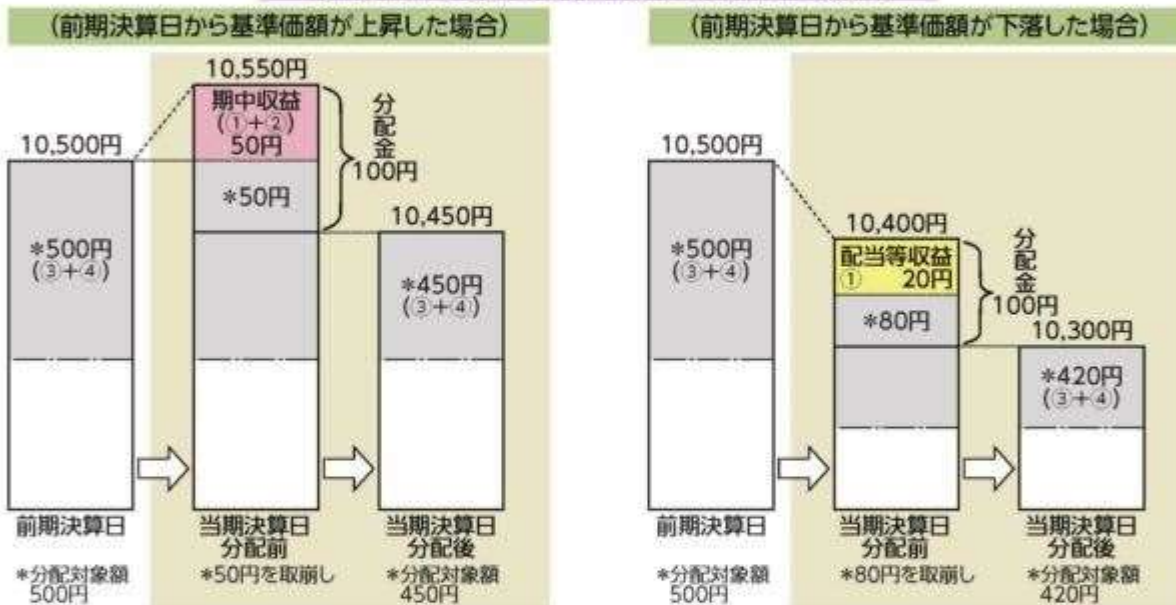 (前期決算日から基準価額が上昇した場合)
10,550円
期中収益
(①+②)
50円
分配金
100円
10,500円
*50円
10,450円
*500円
(③+④)
*450円
(③+④)
前期決算日
当期決算日
分配前
当期決算日
分配後
*分配対象額
500円
*50円を取崩し
*分配対象額
450円
(前期決算日から基準価額が下落した場合)
10,500円
10,400円
配当等収益
① 20円
分配金
100円
*500円
(③+④)
*80円
10,300円
*420円
(③+④)
前期決算日
当期決算日
分配前
当期決算日
分配後
*分配対象額
500円
*80円を取崩し
*分配対象額
420円